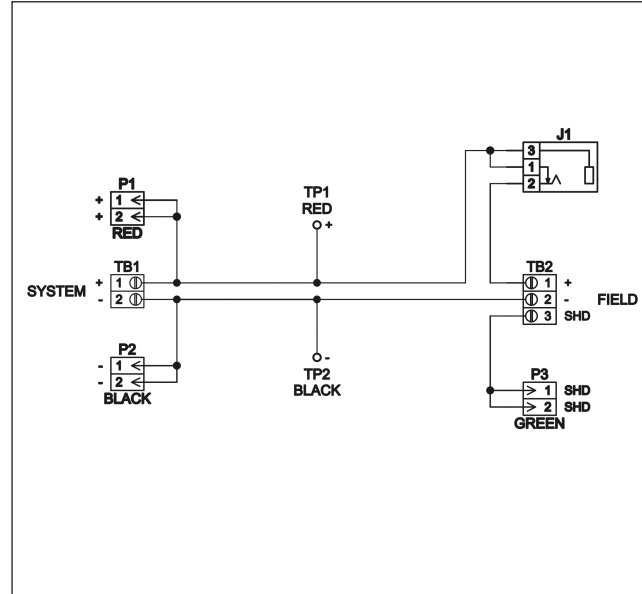 J1
3
1
2
P1
+ 1
+ 2
RED
TP1
RED
+
TB1
SYSTEM
+ 1
- 2
TB2
1 +
2 -
3 SHD
FIELD
P2
- 1
- 2
BLACK
-
TP2
BLACK
P3
1 SHD
2 SHD
GREEN